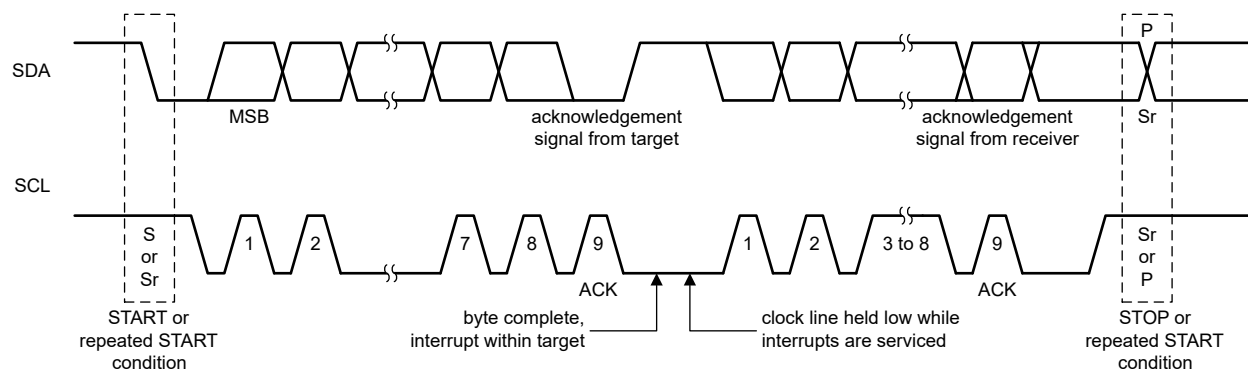 P
SDA
MSB
acknowledgement
signal from target
acknowledgement
signal from receiver
Sr
SCL
S
or
Sr
1
2
7
8
9
1
2
3 to 8
9
Sr
or
P
ACK
ACK
START or
repeated START
condition
byte complete,
interrupt within target
clock line held low while
interrupts are serviced
STOP or
repeated START
condition